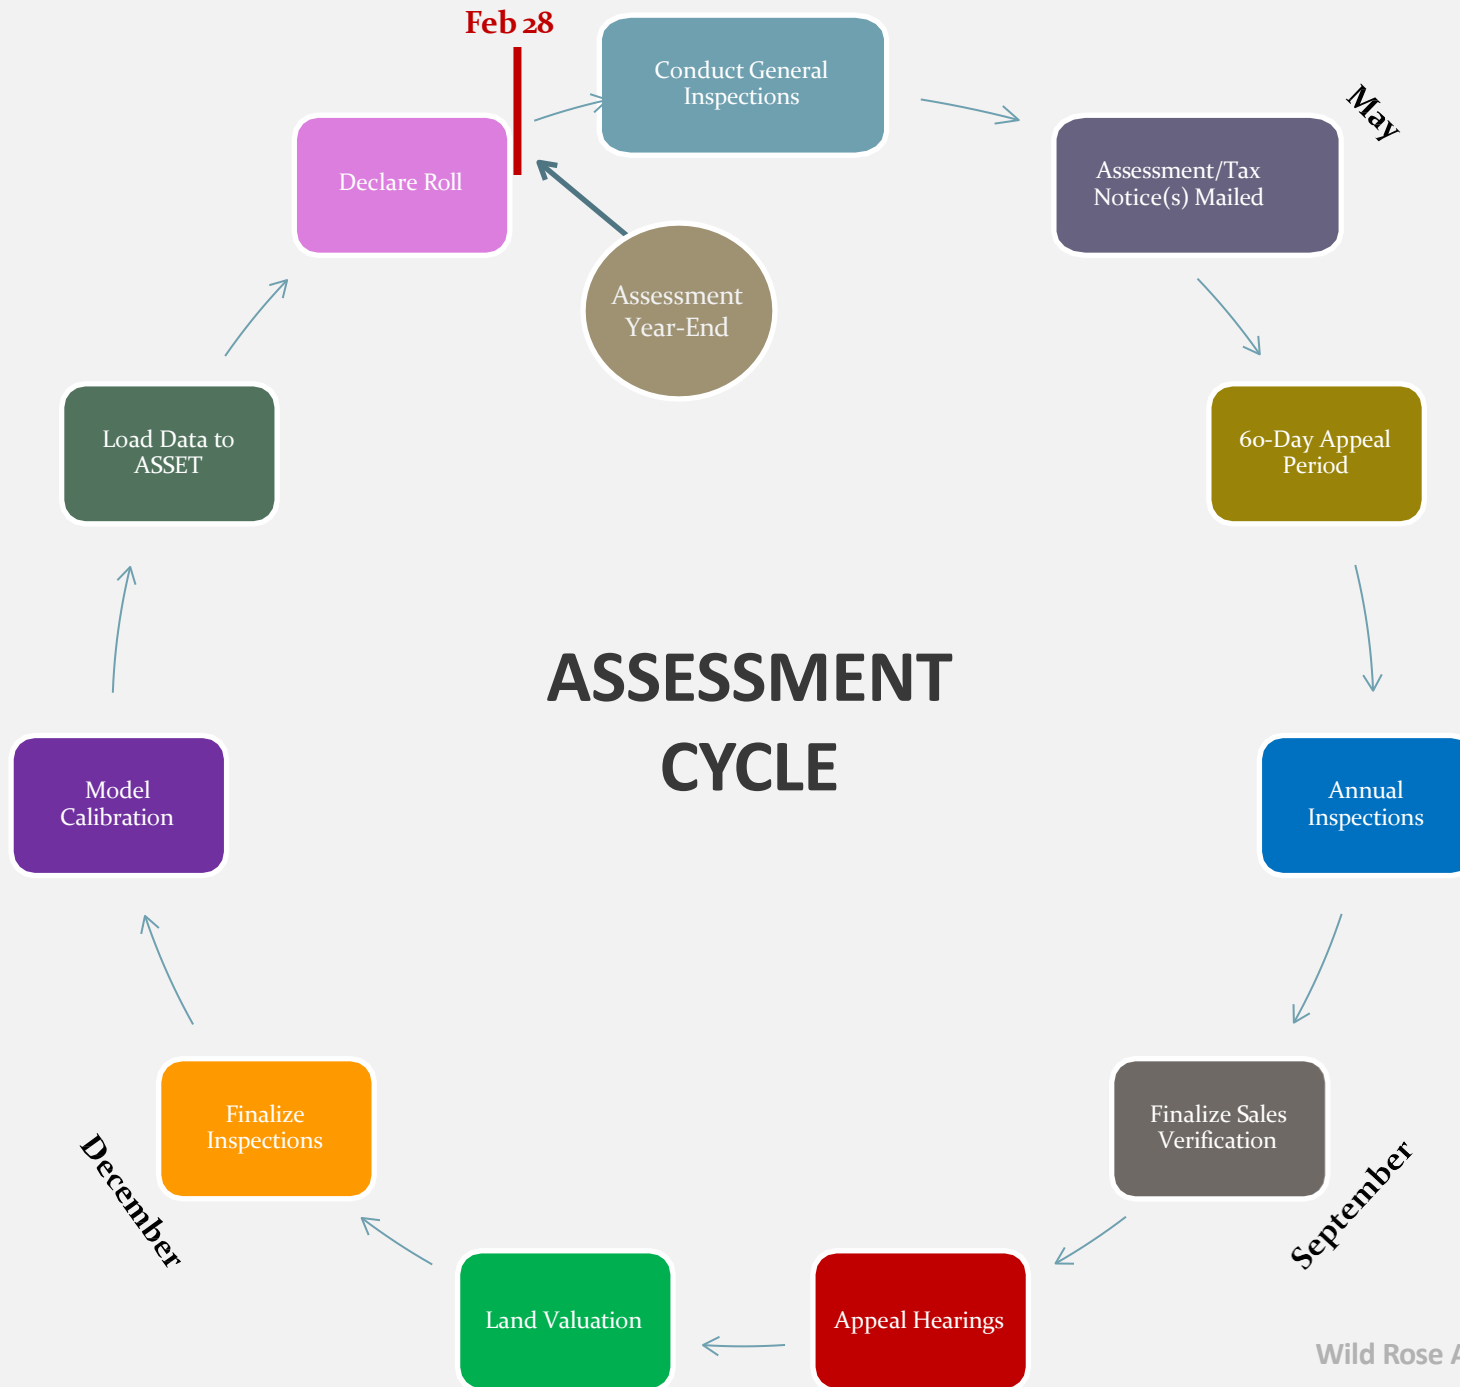 Feb 28
Conduct General
Inspections
May
Assessment/Tax
Notice(s) Mailed
Declare Roll
Assessment
Year-End
Load Data to
ASSET
60-Day Appeal
Period
ASSESSMENT
CYCLE
Model
Calibration
Annual
Inspections
Finalize
Inspections
Finalize Sales
Verification
December
September
Land Valuation
Appeal Hearings
Wild Rose A